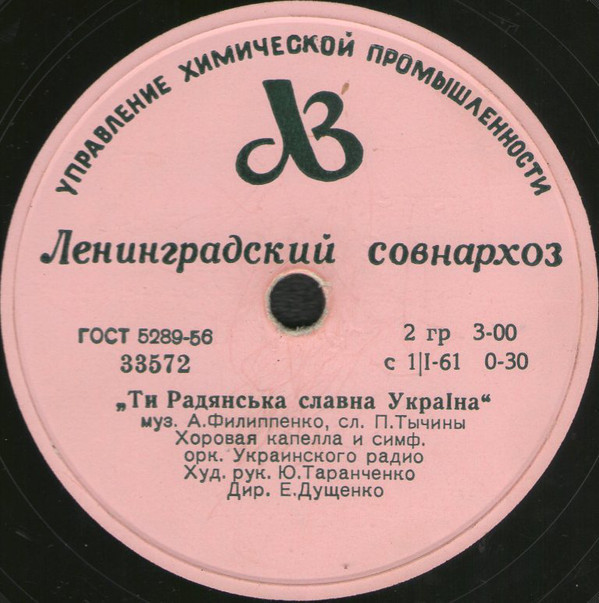 УПРАВЛЕНИЕ ХИМИЧЕСКОЙ ПРОМЫШЛЕННОСТИ
ЛЗ
Ленинградский совнархоз
ГОСТ 5289-56 2 гр 3-00
33572 с 1|I-61 0-30
„Ти Радянська славна УкраIна“
муз. А.Филиппенко, сл. П.Тычины
Хоровая капелла и симф.
орк. Украинского радио
Худ. рук. Ю.Таранченко
Дир. Е.Дущенко